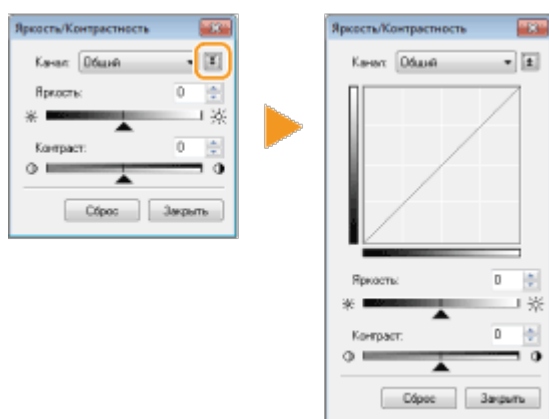 Яркость/Контрастность
Канал: Общий
Яркость: 0
Контраст: 0
Сброс Закрыть
Яркость/Контрастность
Канал: Общий
Яркость: 0
Контраст: 0
Сброс Закрыть